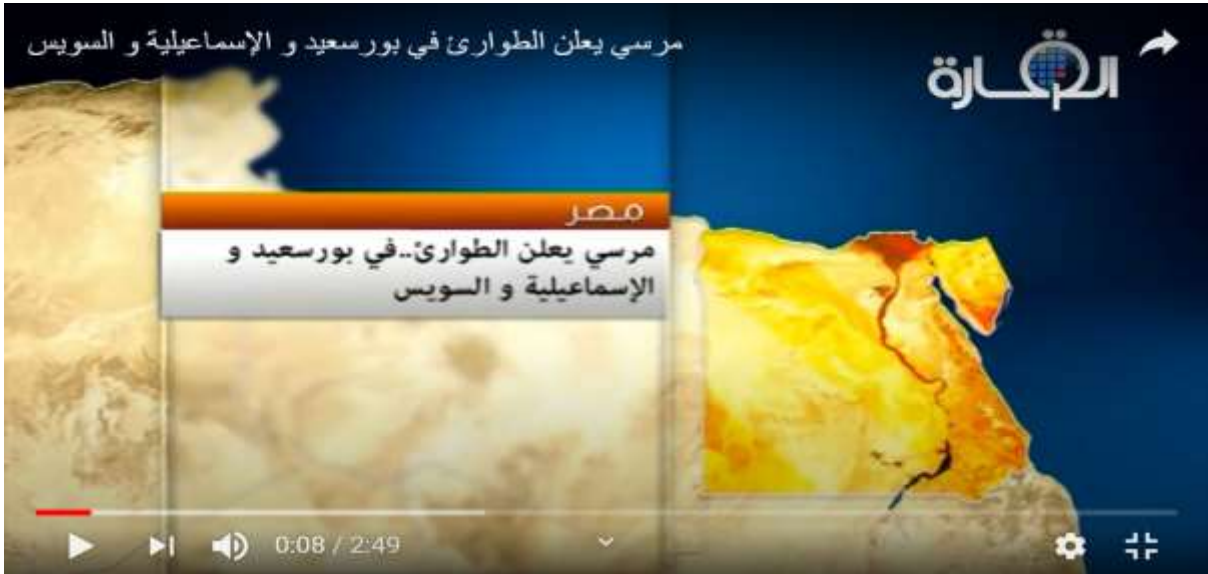 مرسي يعلن الطوارئ في بورسعيد و الإسماعيلية و السويس
القارة
مصر
مرسي يعلن الطوارئ..في بورسعيد و
الإسماعيلية و السويس
0:08 / 2:49